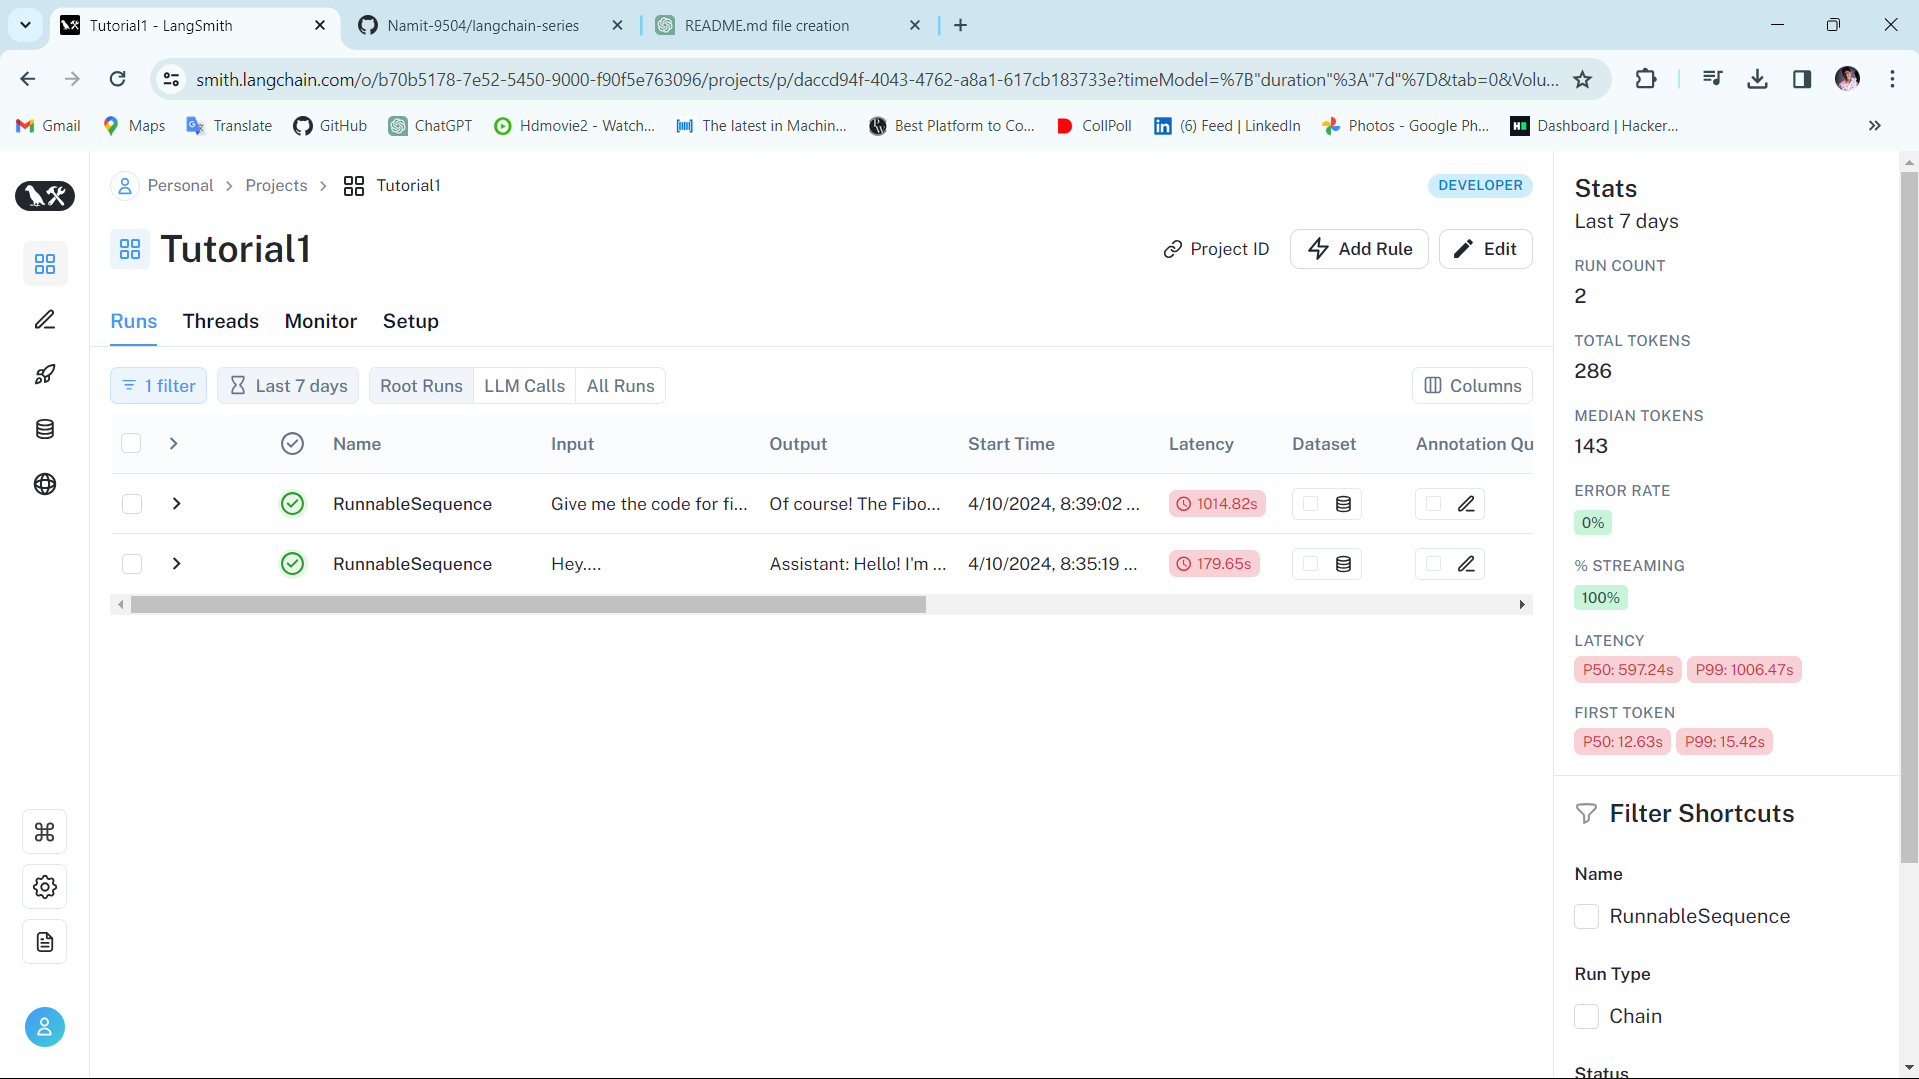 Tutorial1 - LangSmith
Namit-9504/langchain-series
README.md file creation
smith.langchain.com/o/b70b5178-7e52-5450-9000-f90f5e763096/projects/p/daccd94f-4043-4762-a8a1-617cb183733e?timeModel=%7B"duration"%3A"7d"%7D&tab=0&Volu...
Gmail Maps Translate GitHub ChatGPT Hdmovie2 - Watch... The latest in Machin... Best Platform to Co... CollPoll (6) Feed | LinkedIn Photos - Google Ph... Dashboard | Hacker...
Personal > Projects > Tutorial1
DEVELOPER
Tutorial1
Project ID
Add Rule
Edit
Runs Threads Monitor Setup
1 filter Last 7 days Root Runs LLM Calls All Runs Columns
Name Input Output Start Time Latency Dataset Annotation Qu
RunnableSequence Give me the code for fi... Of course! The Fibo... 4/10/2024, 8:39:02 ... 1014.82s
RunnableSequence Hey.... Assistant: Hello! I'm ... 4/10/2024, 8:35:19 ... 179.65s
Stats
Last 7 days
RUN COUNT
2
TOTAL TOKENS
286
MEDIAN TOKENS
143
ERROR RATE
0%
% STREAMING
100%
LATENCY
P50: 597.24s P99: 1006.47s
FIRST TOKEN
P50: 12.63s P99: 15.42s
Filter Shortcuts
Name
RunnableSequence
Run Type
Chain
Status